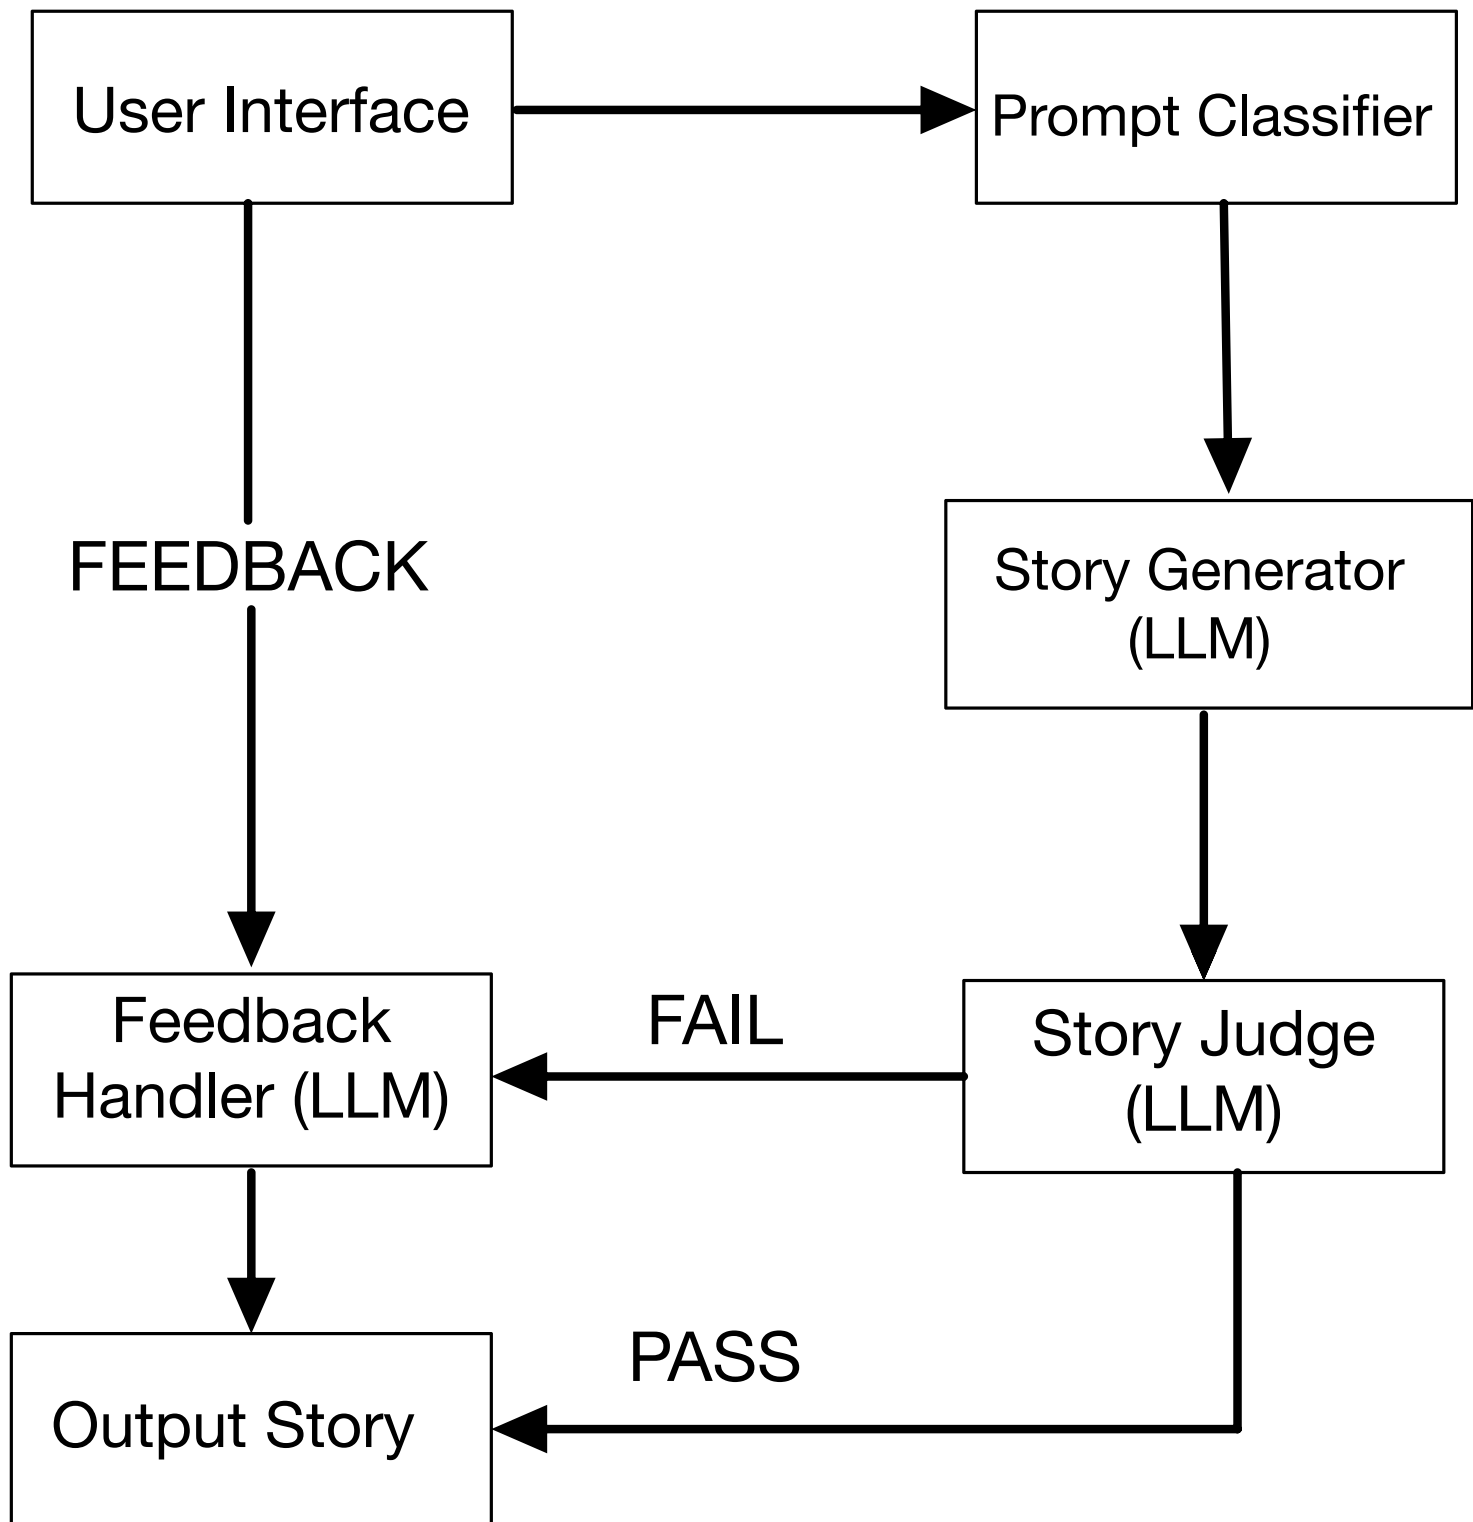 User Interface
Prompt Classifier
FEEDBACK
Story Generator
(LLM)
Feedback
Handler (LLM)
FAIL
Story Judge
(LLM)
PASS
Output Story